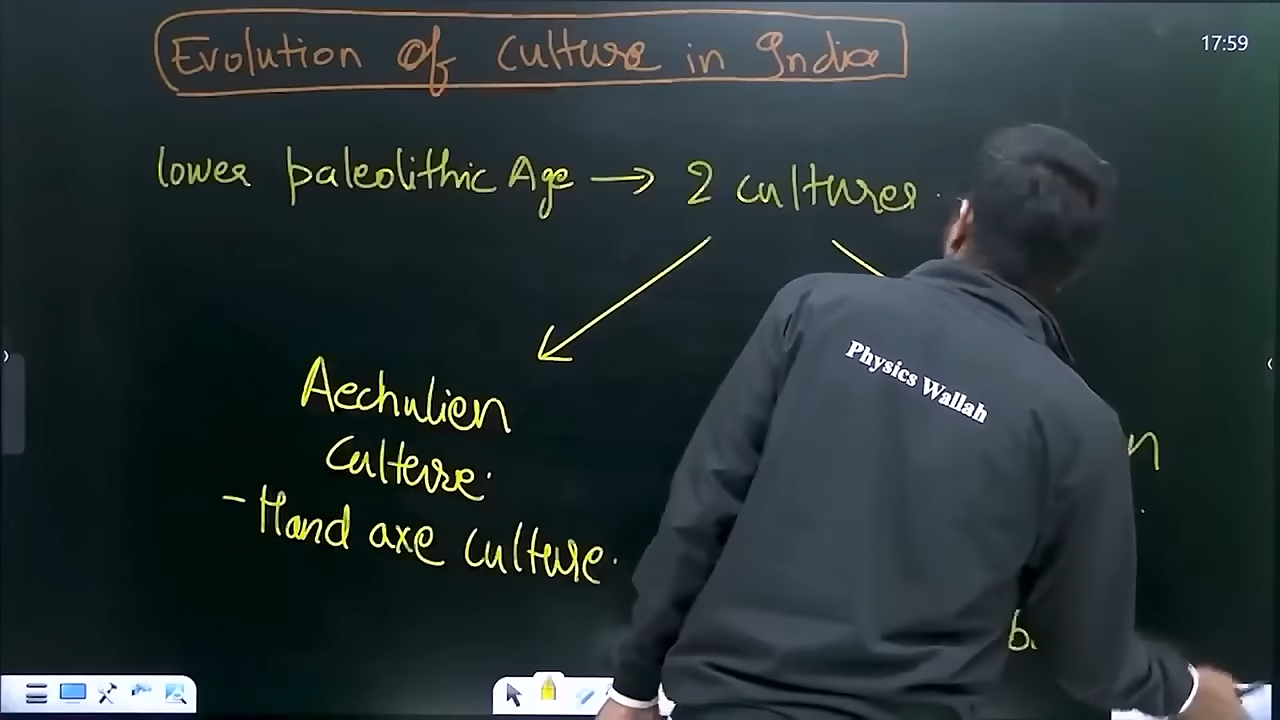 17:59
Evolution of Culture in India
lower paleolithic Age → 2 cultures.
Aechulien
Culture.
- Hand axe culture.
Physics Wallah
n
b.